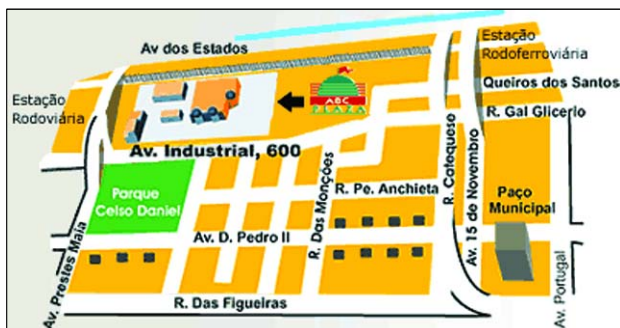 Av dos Estados
Estação
Rodoferroviária
Queiros dos Santos
Estação
Rodoviária
ABC
PLAZA
R. Gal Glicerio
Av. Industrial, 600
Parque
Celso Daniel
R. Das Monções
R. Pe. Anchieta
R. Catequese
Av. 15 de Novembro
Paço
Municipal
Av. D. Pedro II
Av. Prestes Maia
R. Das Figueiras
Av. Portugal